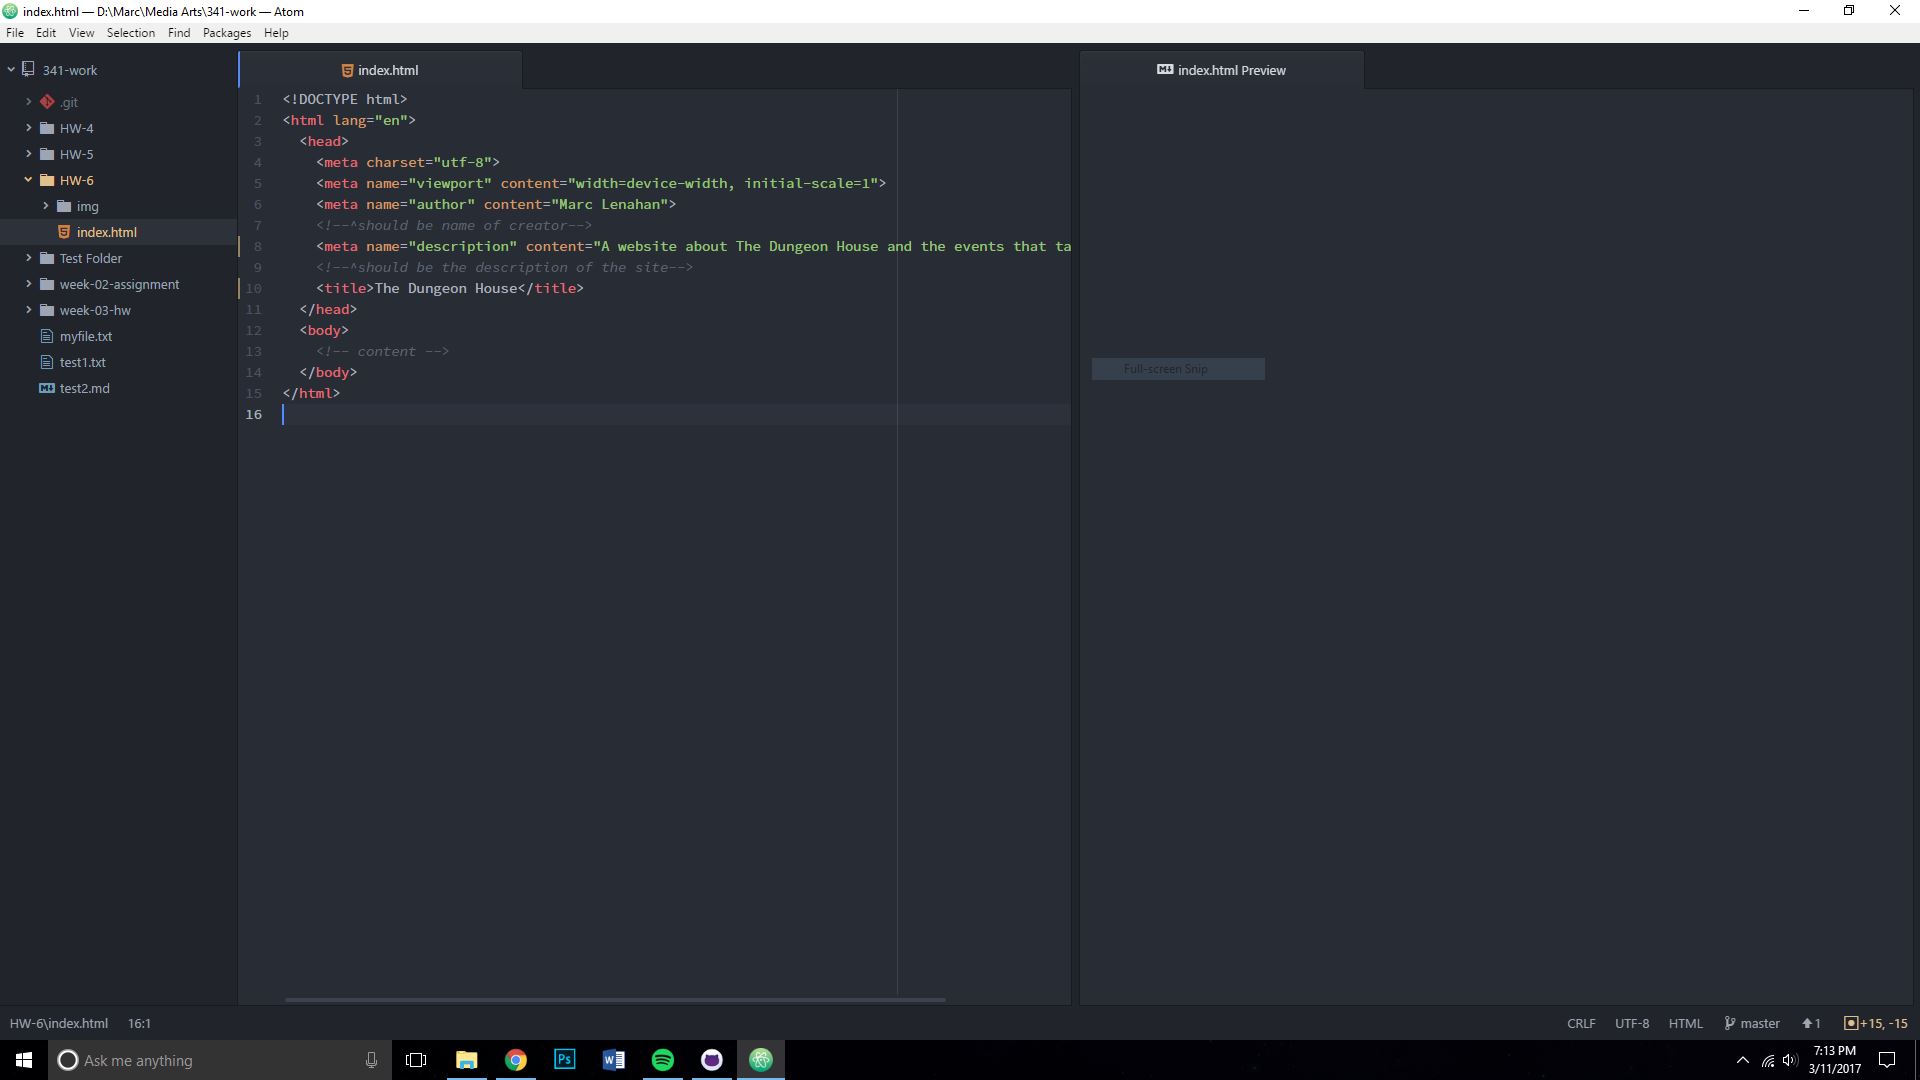 index.html — D:\Marc\Media Arts\341-work — Atom
File Edit View Selection Find Packages Help
341-work
.git
HW-4
HW-5
HW-6
img
index.html
Test Folder
week-02-assignment
week-03-hw
myfile.txt
test1.txt
test2.md
index.html
1 <!DOCTYPE html>
2 <html lang="en">
3 <head>
4 <meta charset="utf-8">
5 <meta name="viewport" content="width=device-width, initial-scale=1">
6 <meta name="author" content="Marc Lenahan">
7 <!--^should be name of creator-->
8 <meta name="description" content="A website about The Dungeon House and the events that ta
9 <!--^should be the description of the site-->
10 <title>The Dungeon House</title>
11 </head>
12 <body>
13 <!-- content -->
14 </body>
15 </html>
16
index.html Preview
Full-screen Snip
HW-6\index.html 16:1
CRLF UTF-8 HTML master 1 +15, -15
Ask me anything
Ps
W
7:13 PM
3/11/2017